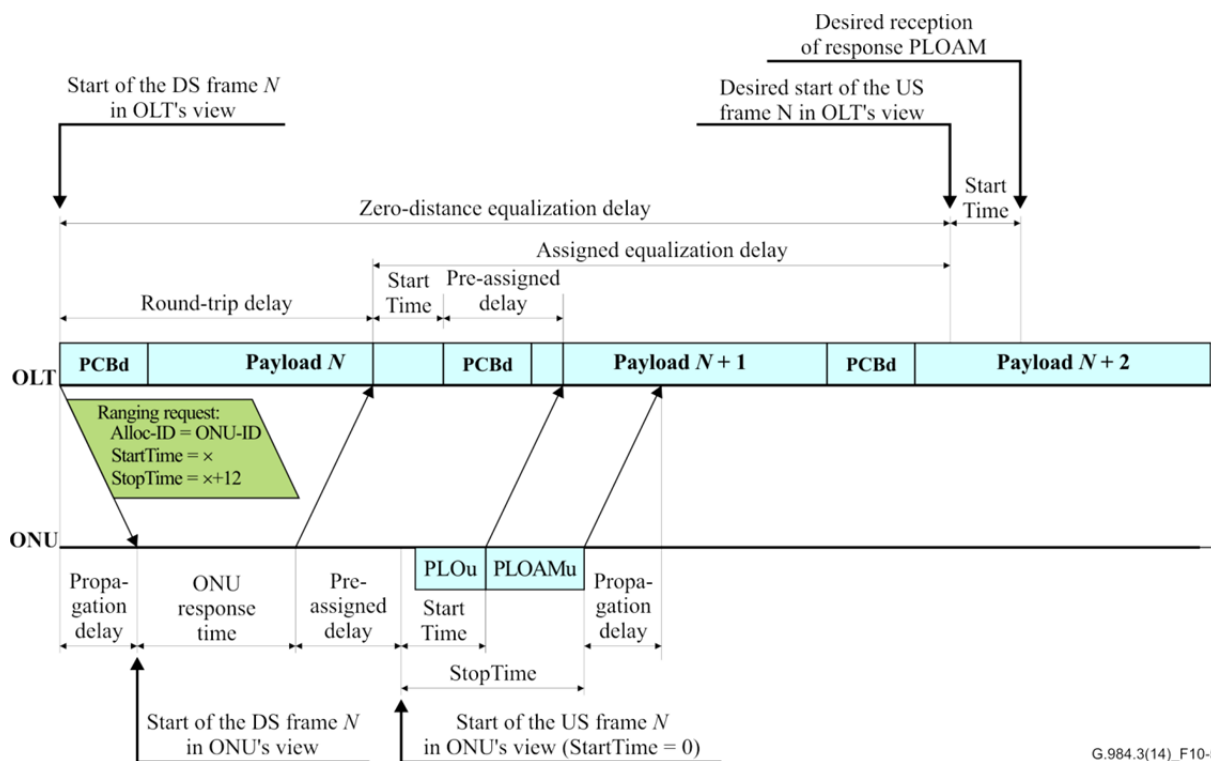 Desired reception
of response PLOAM
Start of the DS frame N
in OLT's view
Desired start of the US
frame N in OLT's view
Start
Time
Zero-distance equalization delay
Assigned equalization delay
Start
Time
Pre-assigned
delay
Round-trip delay
OLT
PCBd
Payload N
PCBd
Payload N + 1
PCBd
Payload N + 2
Ranging request:
Alloc-ID = ONU-ID
StartTime = ×
StopTime = ×+12
ONU
PLOu
PLOAMu
Propa-
gation
delay
ONU
response
time
Pre-
assigned
delay
Start
Time
Propa-
gation
delay
StopTime
Start of the DS frame N
in ONU's view
Start of the US frame N
in ONU's view (StartTime = 0)